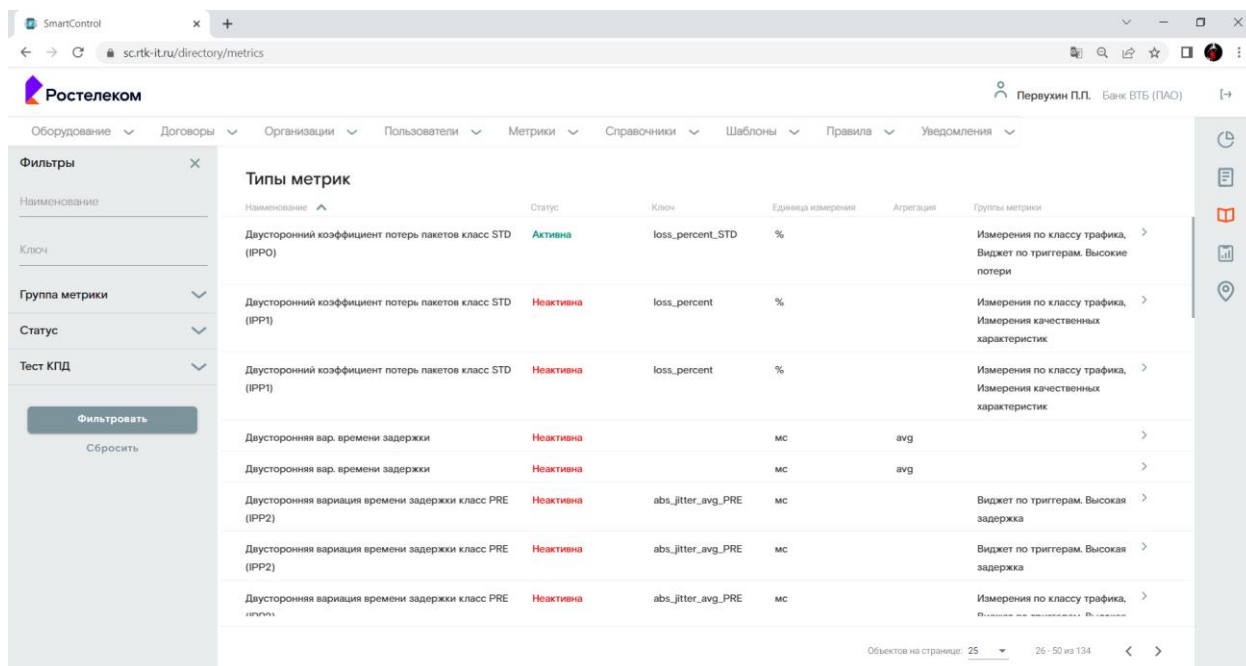 SmartControl
sc.rtk-it.ru/directory/metrics
Ростелеком
Первухин П.П. Банк ВТБ (ПАО)
Оборудование Договоры Организации Пользователи Метрики Справочники Шаблоны Правила Уведомления
Фильтры
Наименование
Ключ
Группа метрики
Статус
Тест КПД
Фильтровать
Сбросить
Типы метрик
Наименование Статус Ключ Единица измерения Агрегация Группы метрики
Двусторонний коэффициент потерь пакетов класс STD Активна loss_percent_STD % Измерения по классу трафика,
(IPP0) Виджет по триггерам. Высокие
потери
Двусторонний коэффициент потерь пакетов класс STD Неактивна loss_percent % Измерения по классу трафика,
(IPP1) Измерения качественных
характеристик
Двусторонний коэффициент потерь пакетов класс STD Неактивна loss_percent % Измерения по классу трафика,
(IPP1) Измерения качественных
характеристик
Двусторонняя вар. времени задержки Неактивна мс avg
Двусторонняя вар. времени задержки Неактивна мс avg
Двусторонняя вариация времени задержки класс PRE Неактивна abs_jitter_avg_PRE мс Виджет по триггерам. Высокая
(IPP2) задержка
Двусторонняя вариация времени задержки класс PRE Неактивна abs_jitter_avg_PRE мс Виджет по триггерам. Высокая
(IPP2) задержка
Двусторонняя вариация времени задержки класс PRE Неактивна abs_jitter_avg_PRE мс Измерения по классу трафика,
Объектов на странице: 25 26 - 50 из 134